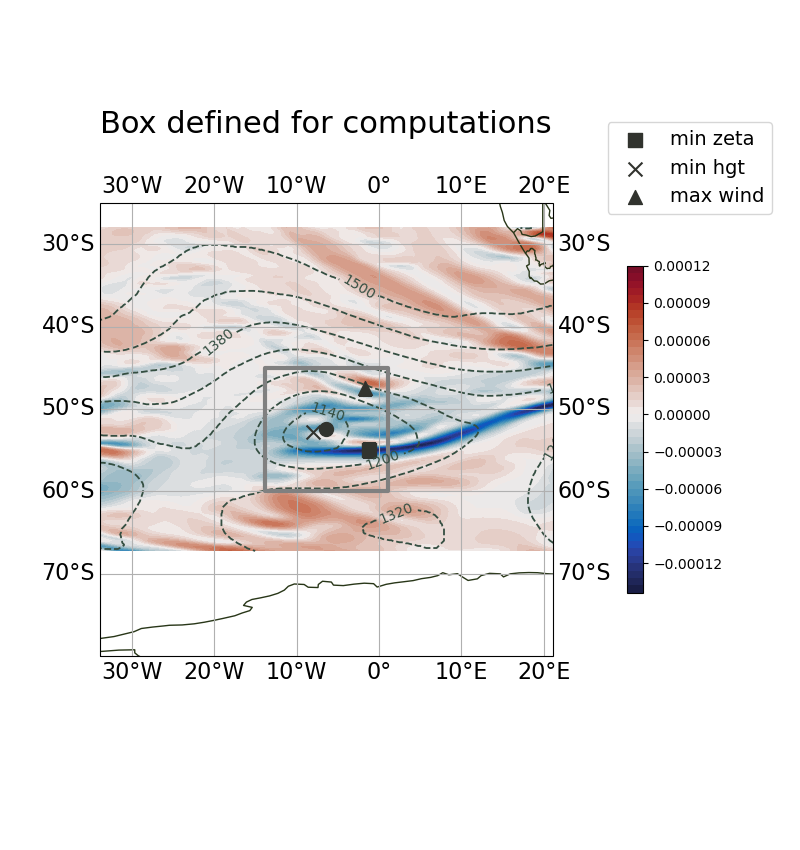 Box defined for computations
min zeta
min hgt
max wind
30°W 20°W 10°W 0° 10°E 20°E
30°S 30°S
40°S 40°S
50°S 50°S
60°S 60°S
70°S 70°S
30°W 20°W 10°W 0° 10°E 20°E
1500
1380
1140
1200
1320
0.00012
0.00009
0.00006
0.00003
0.00000
−0.00003
−0.00006
−0.00009
−0.00012